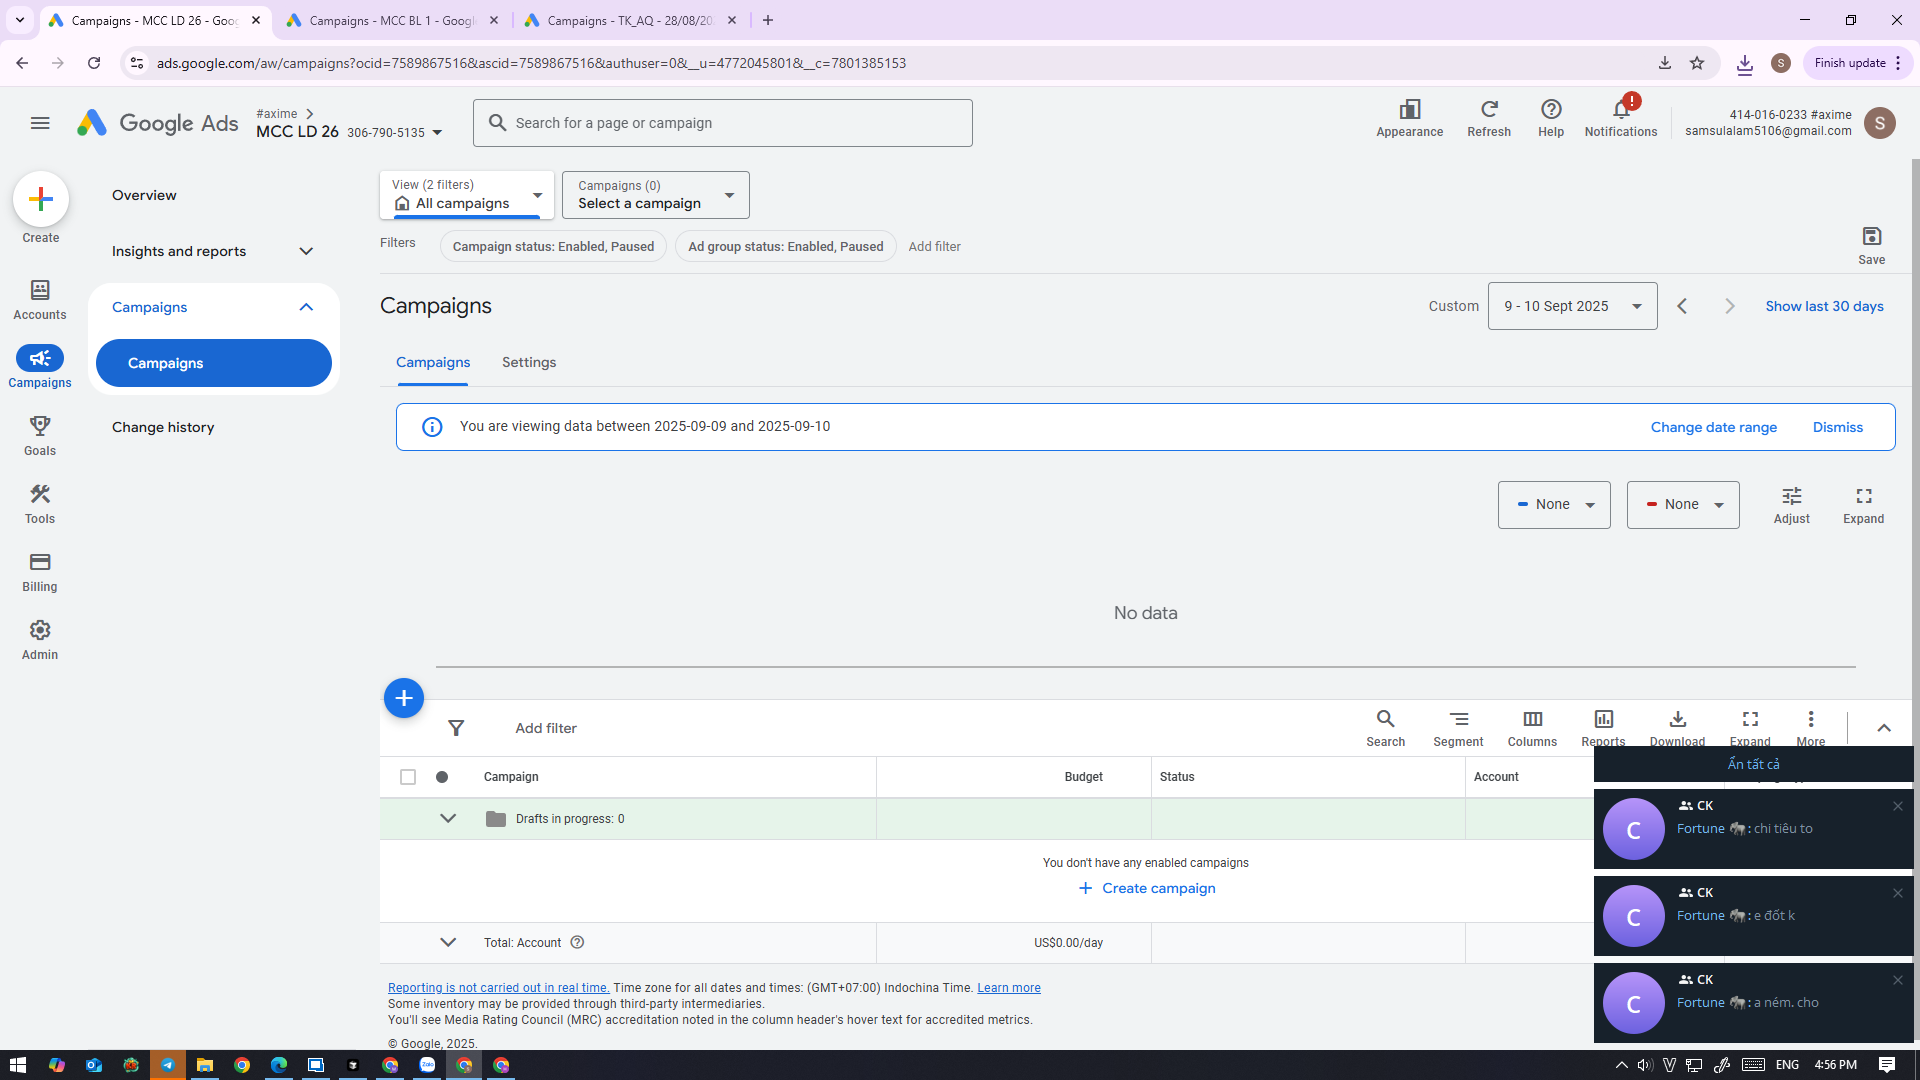 Campaigns - MCC LD 26 - Goog
Campaigns - MCC BL 1 - Googl
Campaigns - TK_AQ - 28/08/20
ads.google.com/aw/campaigns?ocid=7589867516&ascid=7589867516&authuser=0&__u=4772045801&__c=7801385153
S
Finish update
Google Ads
#axime
MCC LD 26 306-790-5135
Search for a page or campaign
Appearance
Refresh
Help
!
Notifications
414-016-0233 #axime
samsulalam5106@gmail.com
S
Create
Accounts
Campaigns
Goals
Tools
Billing
Admin
Overview
Insights and reports
Campaigns
Campaigns
Change history
View (2 filters)
All campaigns
Campaigns (0)
Select a campaign
Filters
Campaign status: Enabled, Paused
Ad group status: Enabled, Paused
Add filter
Save
Campaigns
Custom
9 - 10 Sept 2025
Show last 30 days
Campaigns
Settings
You are viewing data between 2025-09-09 and 2025-09-10
Change date range
Dismiss
None
None
Adjust
Expand
No data
Add filter
Search
Segment
Columns
Reports
Download
Expand
More
Campaign
Budget
Status
Account
Drafts in progress: 0
You don't have any enabled campaigns
Create campaign
Total: Account
US$0.00/day
Reporting is not carried out in real time. Time zone for all dates and times: (GMT+07:00) Indochina Time. Learn more
Some inventory may be provided through third-party intermediaries.
You'll see Media Rating Council (MRC) accreditation noted in the column header's hover text for accredited metrics.
© Google, 2025.
Ẩn tất cả
C
CK
Fortune 🐘: chi tiêu to
C
CK
Fortune 🐘: e đốt k
C
CK
Fortune 🐘: a ném. cho
Zalo
ENG
4:56 PM